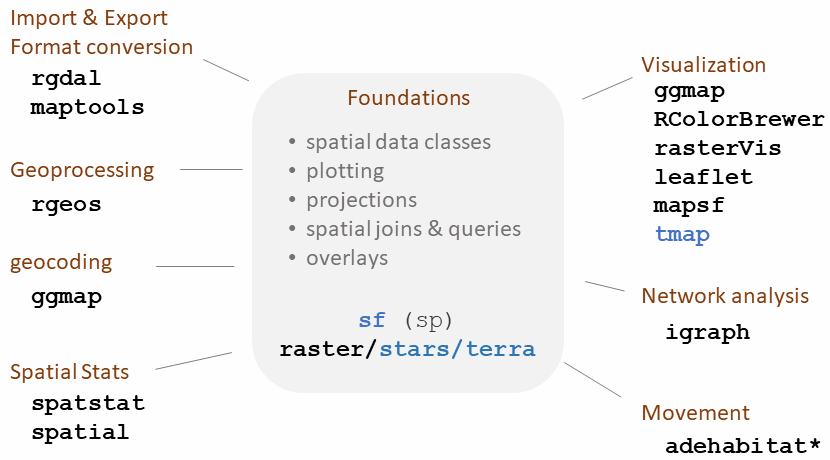 Import & Export
Format conversion
rgdal
maptools
Geoprocessing
rgeos
geocoding
ggmap
Spatial Stats
spatstat
spatial
Foundations
• spatial data classes
• plotting
• projections
• spatial joins & queries
• overlays
sf (sp)
raster/stars/terra
Visualization
ggmap
RColorBrewer
rasterVis
leaflet
mapsf
tmap
Network analysis
igraph
Movement
adehabitat*